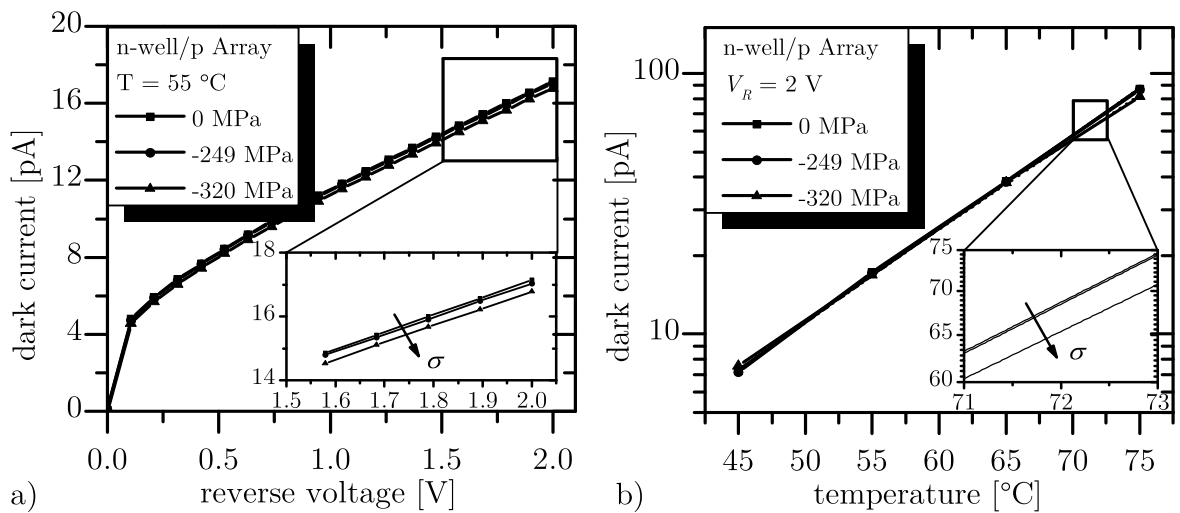 20
16
12
8
4
0
dark current [pA]
n-well/p Array
T = 55 °C
0 MPa
-249 MPa
-320 MPa
18
16
14
1.5 1.6 1.7 1.8 1.9 2.0
σ
0.0 0.5 1.0 1.5 2.0
reverse voltage [V]
a)
100
10
dark current [pA]
n-well/p Array
V_R = 2 V
0 MPa
-249 MPa
-320 MPa
75
70
65
60
71 72 73
σ
45 50 55 60 65 70 75
temperature [°C]
b)